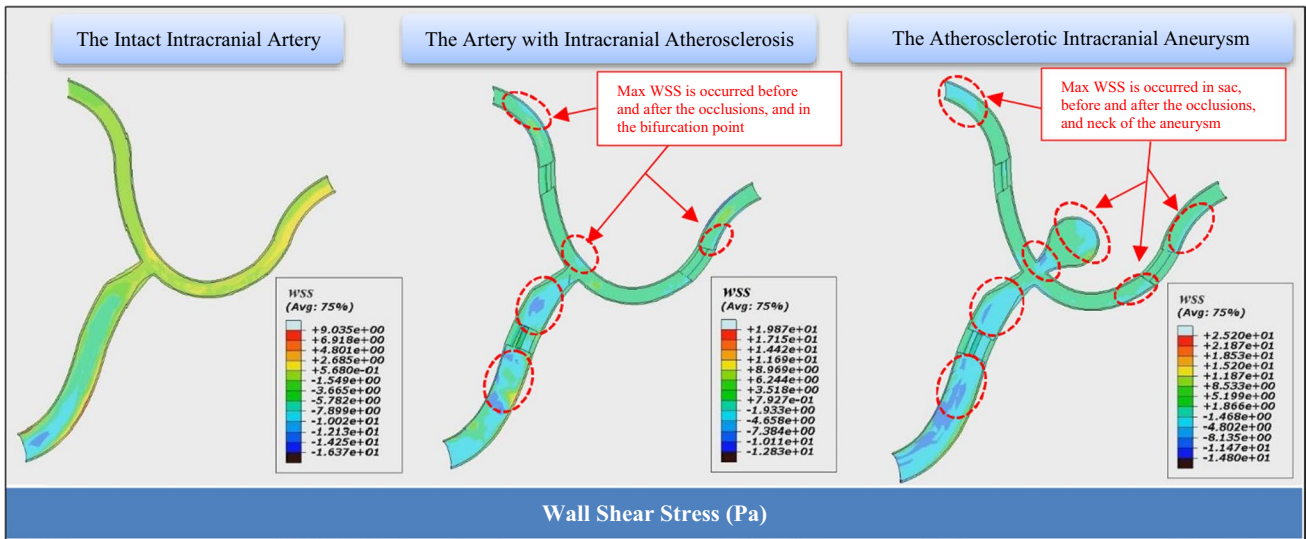 The Intact Intracranial Artery
The Artery with Intracranial Atherosclerosis
The Atherosclerotic Intracranial Aneurysm
Max WSS is occurred before
and after the occlusions, and in
the bifurcation point
Max WSS is occurred in sac,
before and after the occlusions,
and neck of the aneurysm
WSS
(Avg: 75%)
+9.035e+00
+6.918e+00
+4.801e+00
+2.685e+00
+5.680e-01
-1.549e+00
-3.665e+00
-5.782e+00
-7.899e+00
-1.002e+01
-1.213e+01
-1.425e+01
-1.637e+01
WSS
(Avg: 75%)
+1.987e+01
+1.715e+01
+1.442e+01
+1.169e+01
+8.969e+00
+6.244e+00
+3.518e+00
+7.927e-01
-1.933e+00
-4.658e+00
-7.384e+00
-1.011e+01
-1.283e+01
WSS
(Avg: 75%)
+2.520e+01
+2.187e+01
+1.853e+01
+1.520e+01
+1.187e+01
+8.533e+00
+5.199e+00
+1.866e+00
-1.468e+00
-4.802e+00
-8.135e+00
-1.147e+01
-1.480e+01
Wall Shear Stress (Pa)